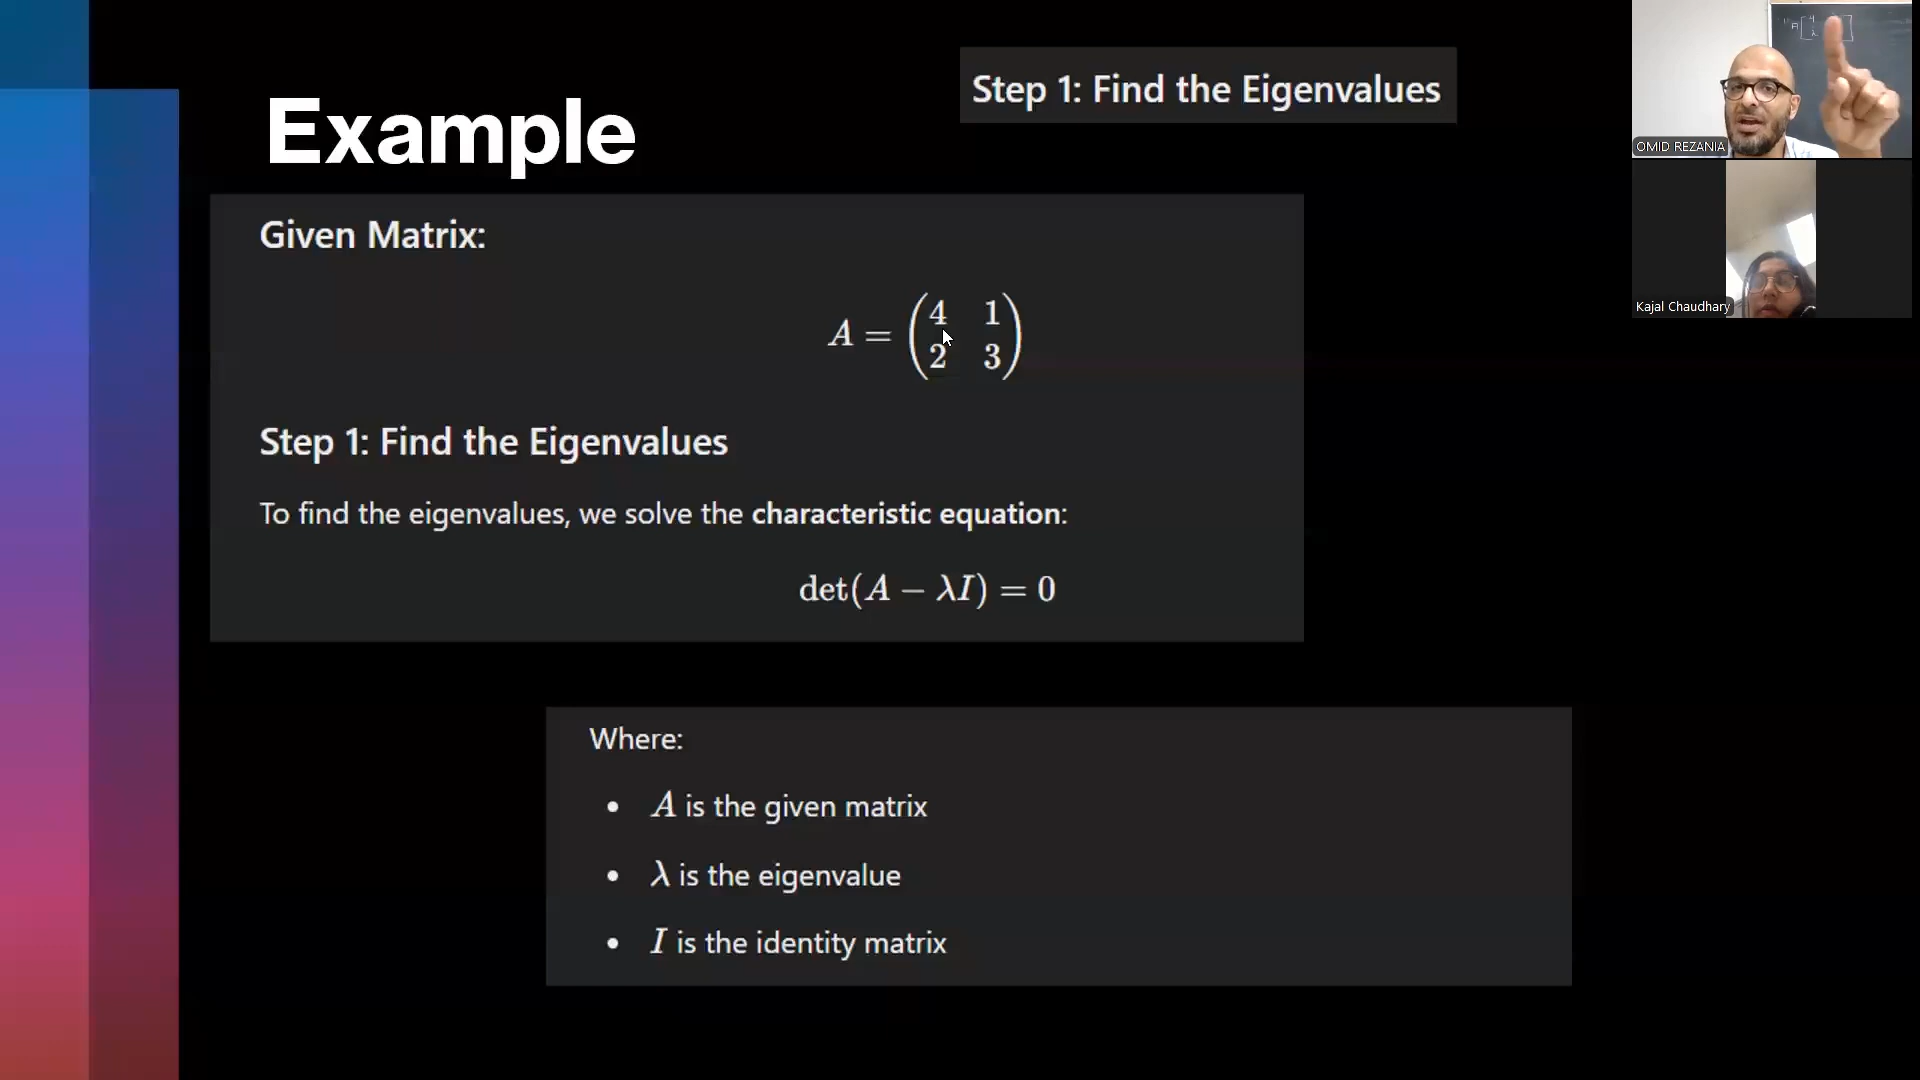 Example
Step 1: Find the Eigenvalues
Given Matrix:
A = (4 1
2 3)
Step 1: Find the Eigenvalues
To find the eigenvalues, we solve the characteristic equation:
det(A − λI) = 0
Where:
• A is the given matrix
• λ is the eigenvalue
• I is the identity matrix
OMID REZANIA
Kajal Chaudhary